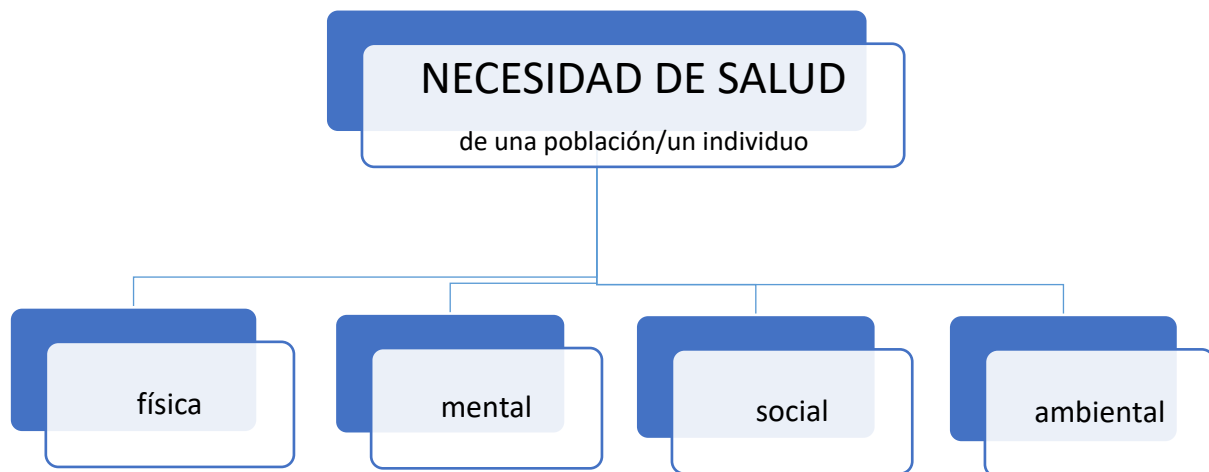 NECESIDAD DE SALUD
de una población/un individuo
física
mental
social
ambiental